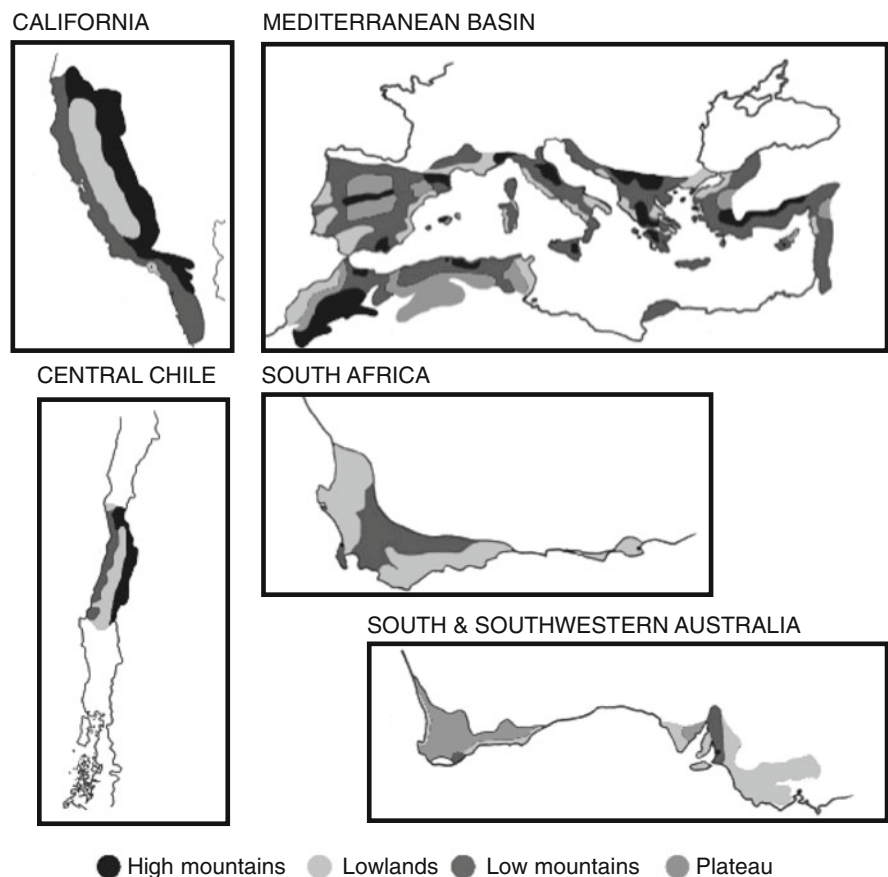 CALIFORNIA
MEDITERRANEAN BASIN
CENTRAL CHILE
SOUTH AFRICA
SOUTH & SOUTHWESTERN AUSTRALIA
High mountains Lowlands Low mountains Plateau